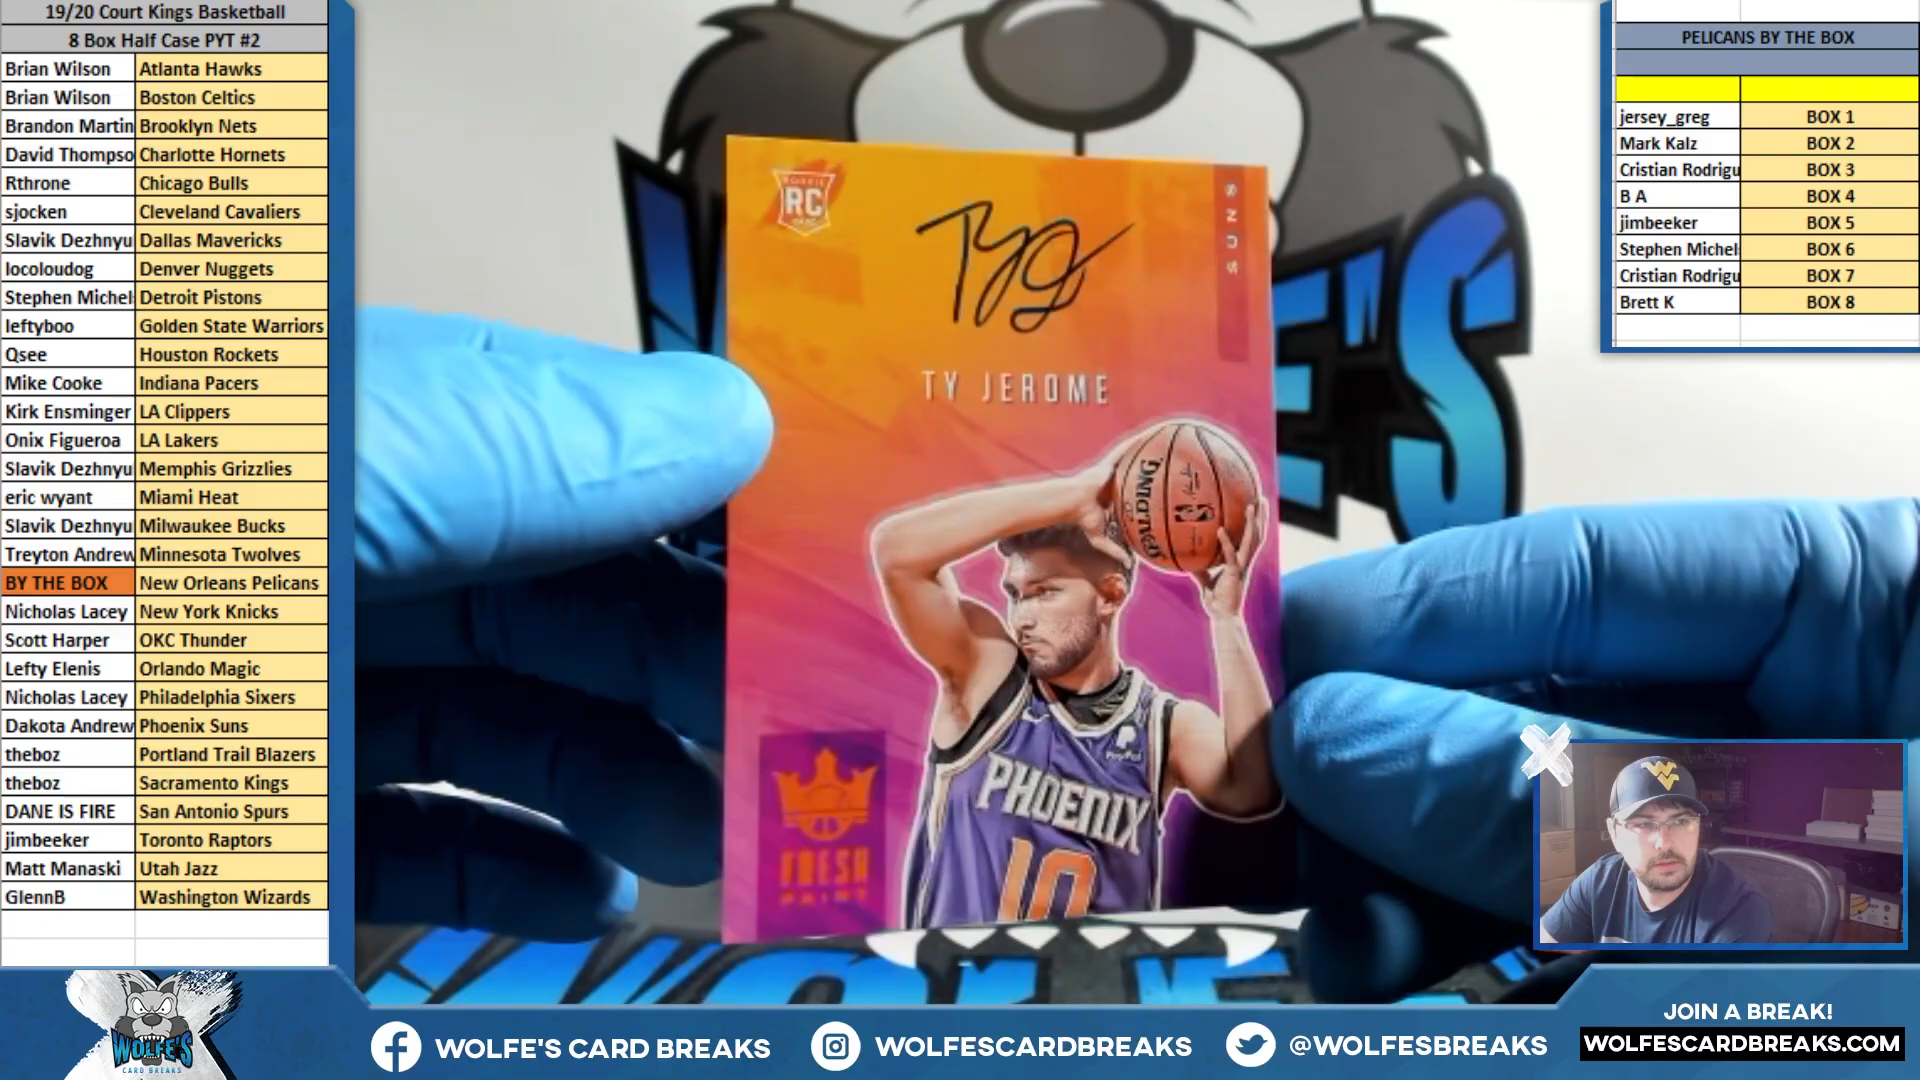 19/20 Court Kings Basketball
8 Box Half Case PYT #2
Brian Wilson Atlanta Hawks
Brian Wilson Boston Celtics
Brandon Martin Brooklyn Nets
David Thompso Charlotte Hornets
Rthrone Chicago Bulls
sjocken Cleveland Cavaliers
Slavik Dezhnyu Dallas Mavericks
locoloudog Denver Nuggets
Stephen Michel Detroit Pistons
leftyboo Golden State Warriors
Qsee Houston Rockets
Mike Cooke Indiana Pacers
Kirk Ensminger LA Clippers
Onix Figueroa LA Lakers
Slavik Dezhnyu Memphis Grizzlies
eric wyant Miami Heat
Slavik Dezhnyu Milwaukee Bucks
Treyton Andrew Minnesota Twolves
BY THE BOX New Orleans Pelicans
Nicholas Lacey New York Knicks
Scott Harper OKC Thunder
Lefty Elenis Orlando Magic
Nicholas Lacey Philadelphia Sixers
Dakota Andrew Phoenix Suns
theboz Portland Trail Blazers
theboz Sacramento Kings
DANE IS FIRE San Antonio Spurs
jimbeeker Toronto Raptors
Matt Manaski Utah Jazz
GlennB Washington Wizards
PELICANS BY THE BOX
jersey_greg BOX 1
Mark Kalz BOX 2
Cristian Rodrigu BOX 3
B A BOX 4
jimbeeker BOX 5
Stephen Michel BOX 6
Cristian Rodrigu BOX 7
Brett K BOX 8
ROOKIE
RC
CARD
SUNS
TY JEROME
SPALDING
PayPal
PHOENIX
10
FRESH
PAINT
WOLFE'S
CARD BREAKS
WOLFE'S CARD BREAKS
WOLFESCARDBREAKS
@WOLFESBREAKS
JOIN A BREAK!
WOLFESCARDBREAKS.COM